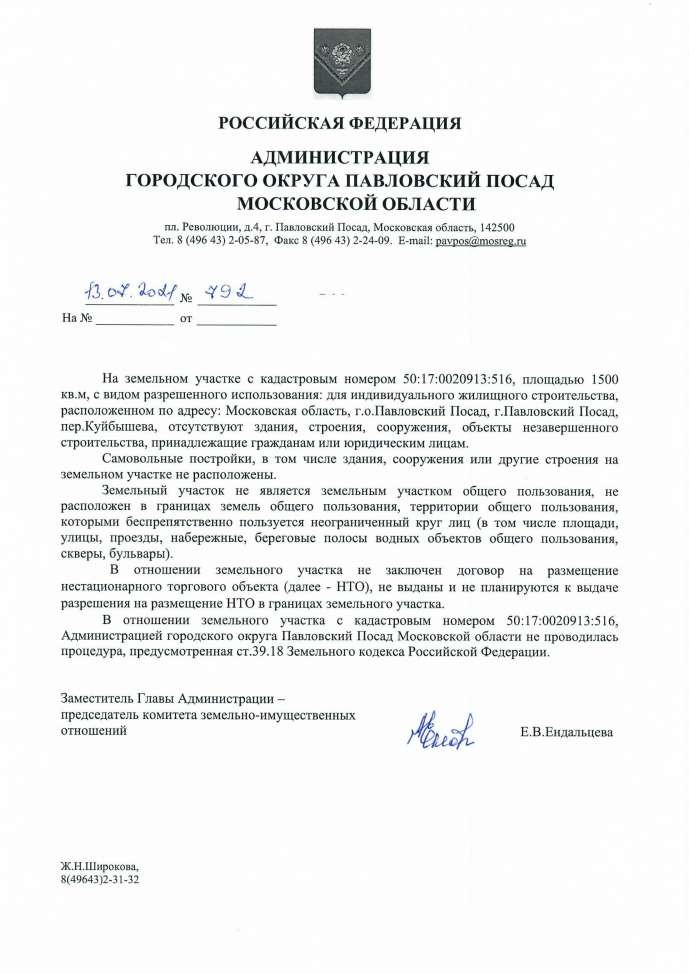 РОССИЙСКАЯ ФЕДЕРАЦИЯ
АДМИНИСТРАЦИЯ
ГОРОДСКОГО ОКРУГА ПАВЛОВСКИЙ ПОСАД
МОСКОВСКОЙ ОБЛАСТИ
пл. Революции, д.4, г. Павловский Посад, Московская область, 142500
Тел. 8 (496 43) 2-05-87, Факс 8 (496 43) 2-24-09. E-mail: pavpos@mosreg.ru
13.07.2021 № 792
На № ____________ от ____________
На земельном участке с кадастровым номером 50:17:0020913:516, площадью 1500
кв.м, с видом разрешенного использования: для индивидуального жилищного строительства,
расположенном по адресу: Московская область, г.о.Павловский Посад, г.Павловский Посад,
пер.Куйбышева, отсутствуют здания, строения, сооружения, объекты незавершенного
строительства, принадлежащие гражданам или юридическим лицам.
Самовольные постройки, в том числе здания, сооружения или другие строения на
земельном участке не расположены.
Земельный участок не является земельным участком общего пользования, не
расположен в границах земель общего пользования, территории общего пользования,
которыми беспрепятственно пользуется неограниченный круг лиц (в том числе площади,
улицы, проезды, набережные, береговые полосы водных объектов общего пользования,
скверы, бульвары).
В отношении земельного участка не заключен договор на размещение
нестационарного торгового объекта (далее - НТО), не выданы и не планируются к выдаче
разрешения на размещение НТО в границах земельного участка.
В отношении земельного участка с кадастровым номером 50:17:0020913:516,
Администрацией городского округа Павловский Посад Московской области не проводилась
процедура, предусмотренная ст.39.18 Земельного кодекса Российской Федерации.
Заместитель Главы Администрации –
председатель комитета земельно-имущественных
отношений Е.В.Ендальцева
Ж.Н.Широкова,
8(49643)2-31-32